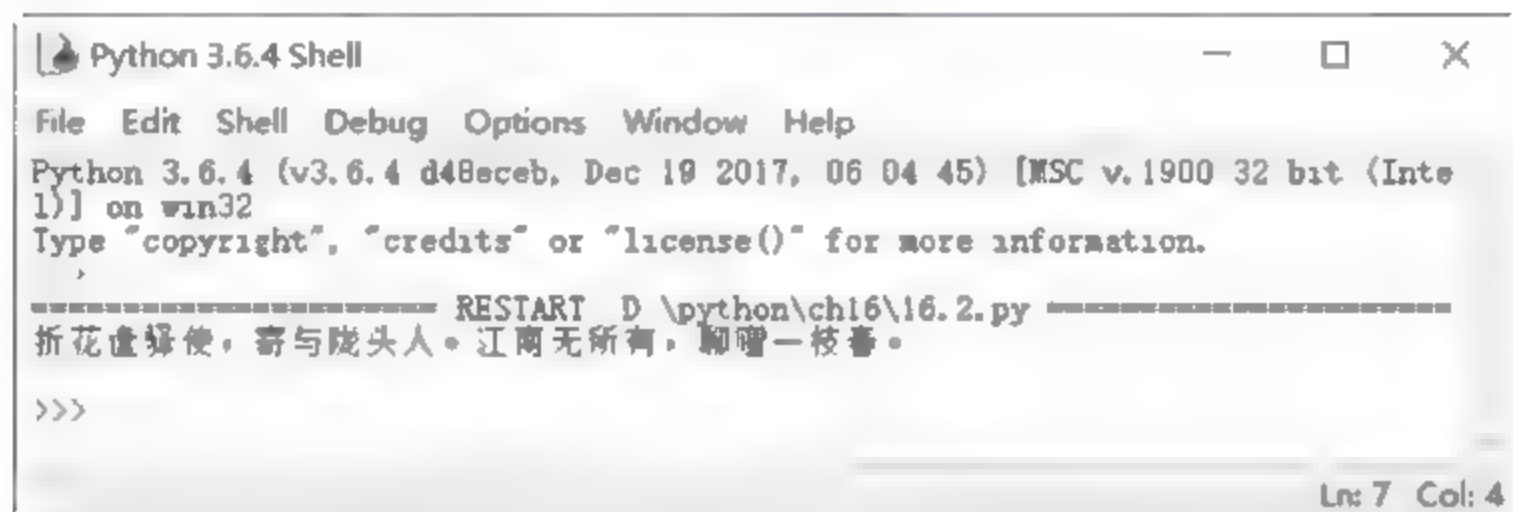 Python 3.6.4 Shell
File Edit Shell Debug Options Window Help
Python 3.6.4 (v3.6.4 d48eceb, Dec 19 2017, 06 04 45) [MSC v.1900 32 bit (Inte
l)] on win32
Type "copyright", "credits" or "license()" for more information.
RESTART D \python\ch16\16.2.py
折花逢驿使，寄与陇头人。江南无所有，聊赠一枝春。
>>>
Ln: 7 Col: 4